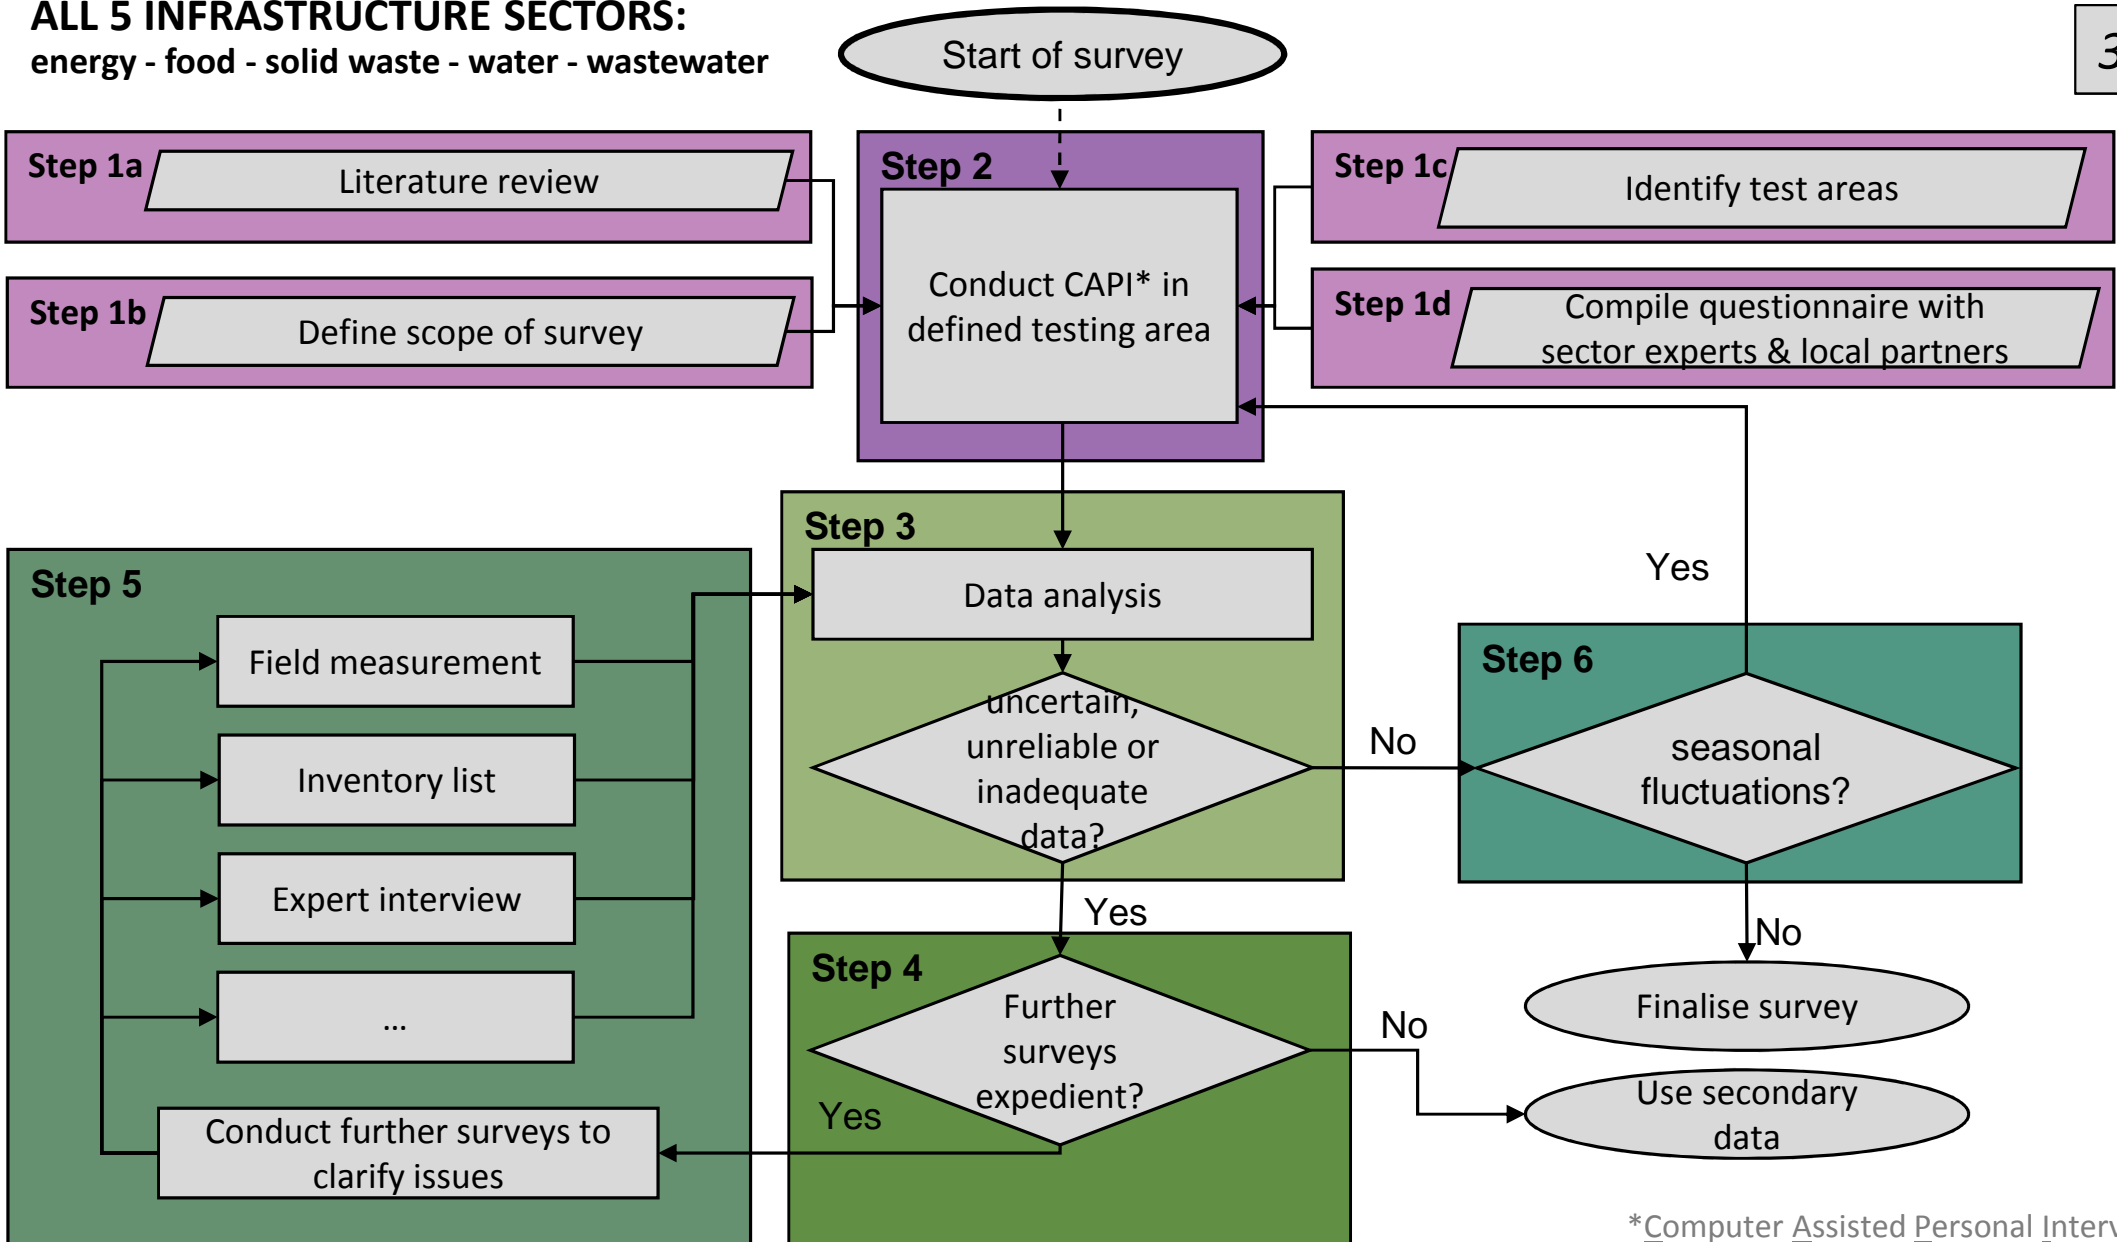 ALL 5 INFRASTRUCTURE SECTORS:
energy - food - solid waste - water - wastewater
Start of survey
3
Step 1a
Literature review
Step 1b
Define scope of survey
Step 2
Conduct CAPI* in
defined testing area
Step 1c
Identify test areas
Step 1d
Compile questionnaire with
sector experts & local partners
Step 3
Data analysis
uncertain,
unreliable or
inadequate
data?
No
Yes
Step 4
Further
surveys
expedient?
No
Yes
Step 5
Field measurement
Inventory list
Expert interview
...
Conduct further surveys to
clarify issues
Step 6
seasonal
fluctuations?
Yes
No
Finalise survey
Use secondary
data
*Computer Assisted Personal